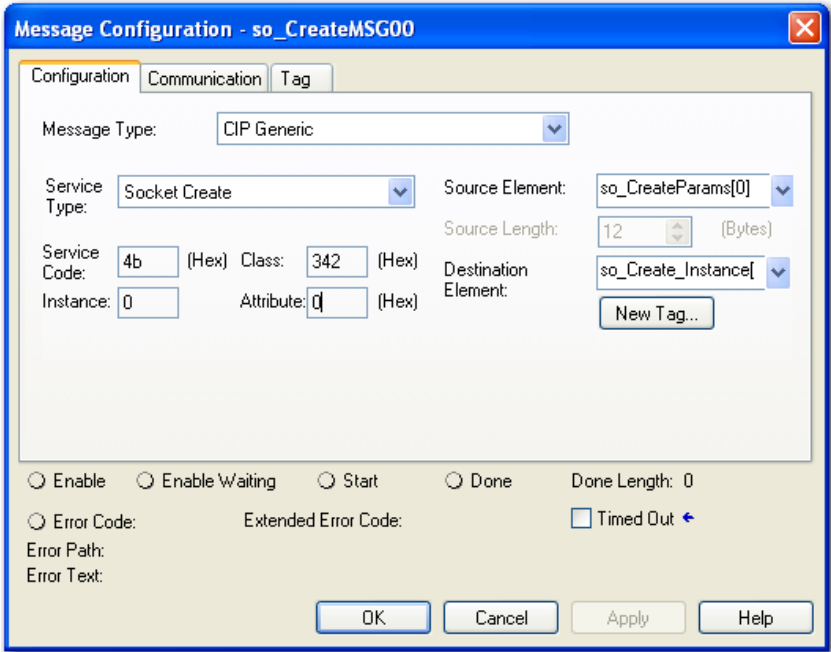 Message Configuration - so_CreateMSG00
Configuration Communication Tag
Message Type: CIP Generic
Service Type: Socket Create
Source Element: so_CreateParams[0]
Source Length: 12 (Bytes)
Service Code: 4b (Hex) Class: 342 (Hex)
Destination Element: so_Create_Instance[
Instance: 0 Attribute: 0 (Hex)
New Tag...
Enable Enable Waiting Start Done Done Length: 0
Error Code: Extended Error Code: Timed Out
Error Path:
Error Text:
OK Cancel Apply Help